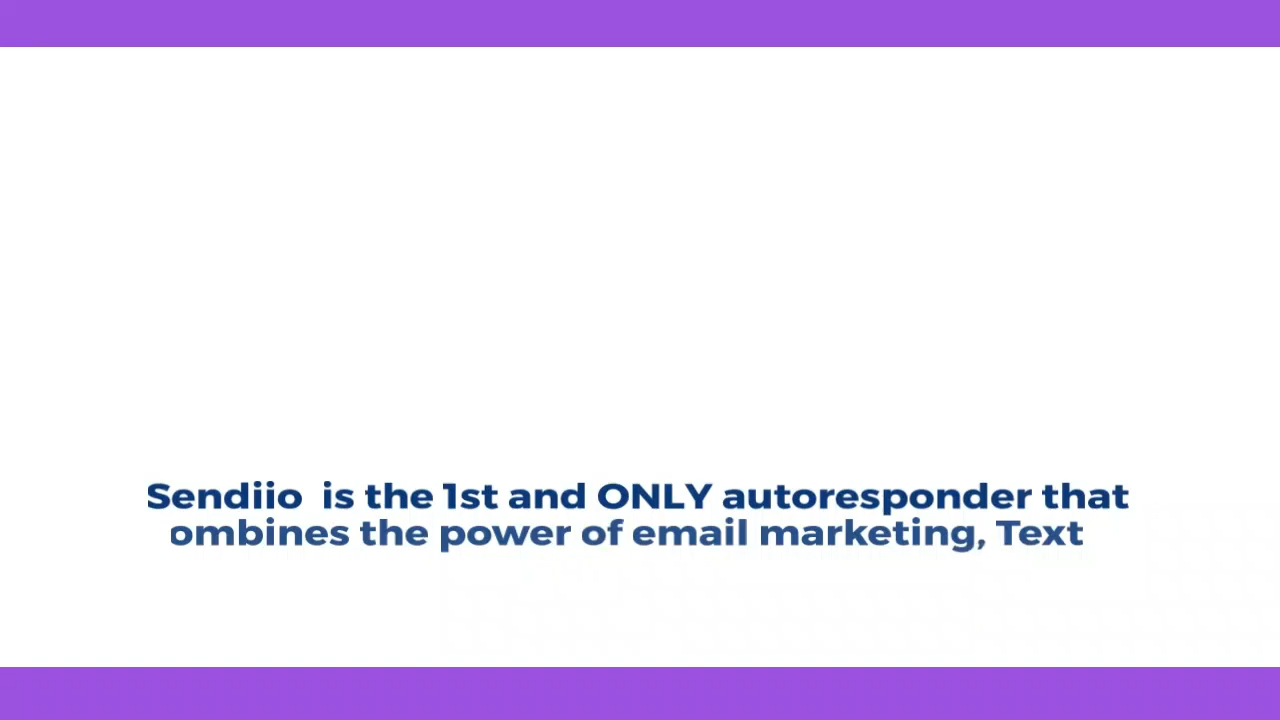 Sendiio is the 1st and ONLY autoresponder that
ombines the power of email marketing, Text